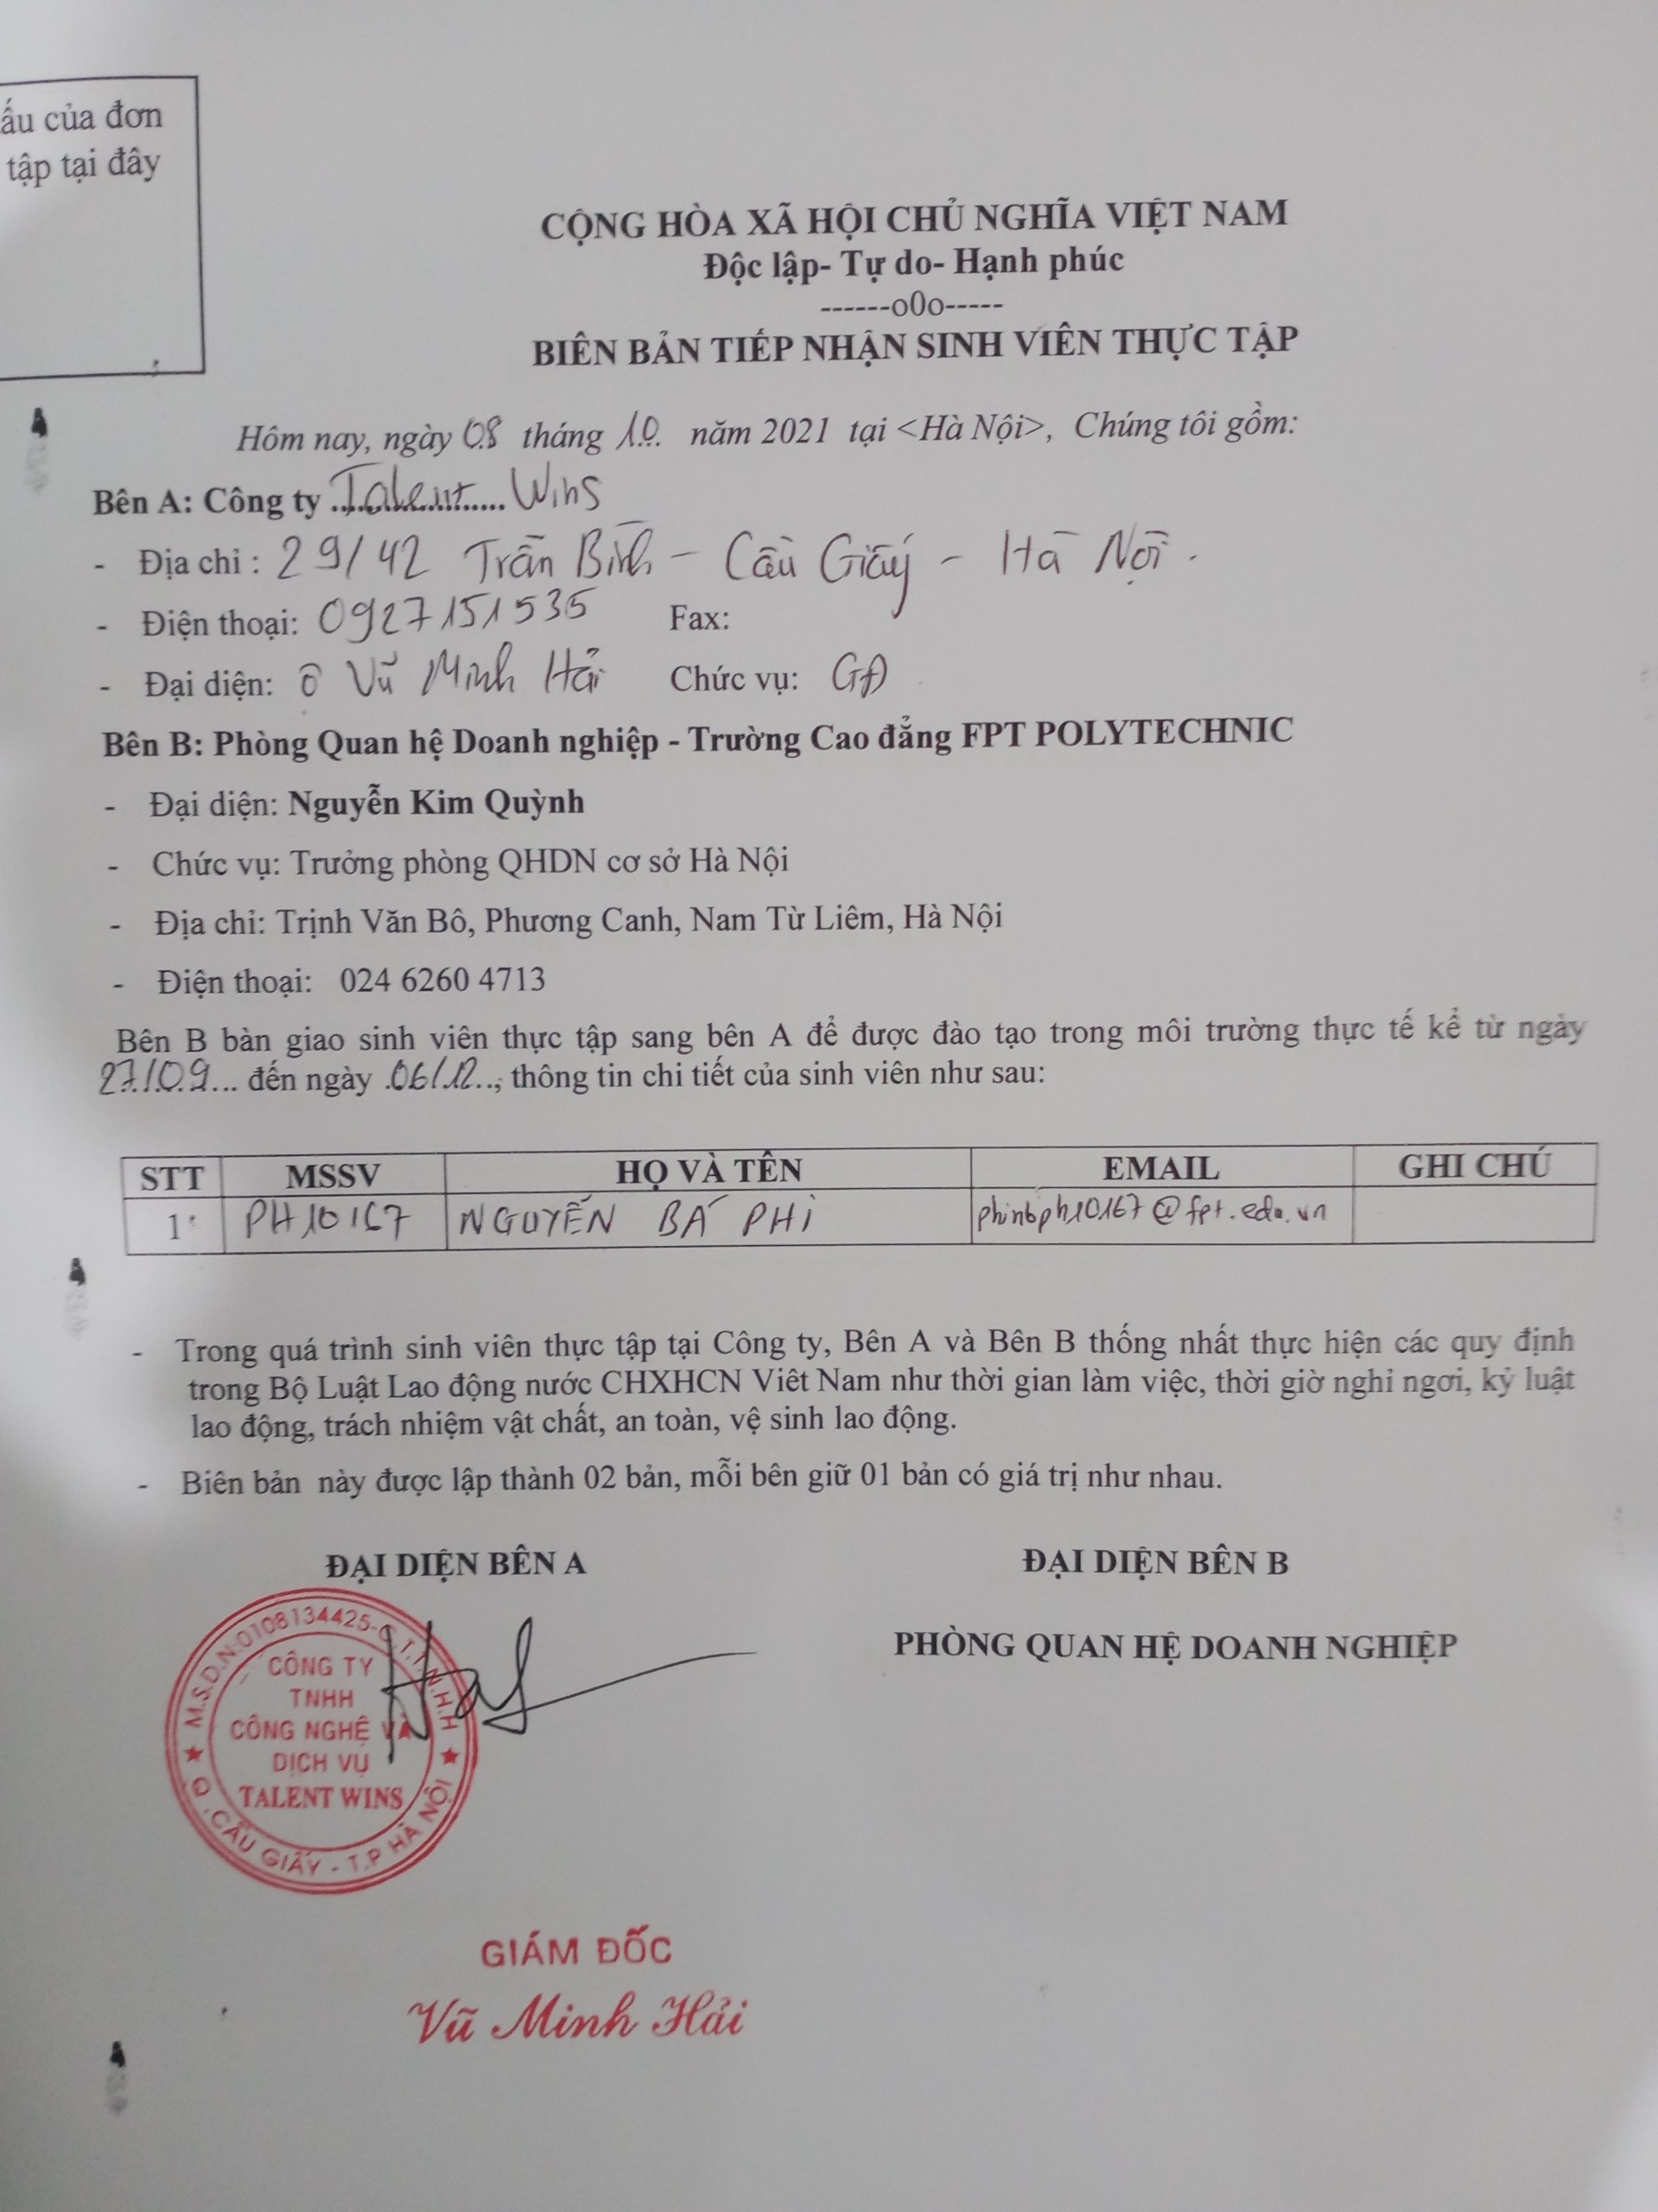 ấu của đơn
tập tại đây
CỘNG HÒA XÃ HỘI CHỦ NGHĨA VIỆT NAM
Độc lập- Tự do- Hạnh phúc
------o0o-----
BIÊN BẢN TIẾP NHẬN SINH VIÊN THỰC TẬP
Hôm nay, ngày 08 tháng 10 năm 2021 tại <Hà Nội>, Chúng tôi gồm:
Bên A: Công ty Talent Wins
- Địa chỉ : 29/42 Trần Bình - Cầu Giấy - Hà Nội.
- Điện thoại: 0927151535 Fax:
- Đại diện: ô Vũ Minh Hải Chức vụ: GĐ
Bên B: Phòng Quan hệ Doanh nghiệp - Trường Cao đẳng FPT POLYTECHNIC
- Đại diện: Nguyễn Kim Quỳnh
- Chức vụ: Trưởng phòng QHDN cơ sở Hà Nội
- Địa chỉ: Trịnh Văn Bô, Phương Canh, Nam Từ Liêm, Hà Nội
- Điện thoại: 024 6260 4713
Bên B bàn giao sinh viên thực tập sang bên A để được đào tạo trong môi trường thực tế kể từ ngày
27/09... đến ngày .06/12.., thông tin chi tiết của sinh viên như sau:
STT MSSV HỌ VÀ TÊN EMAIL GHI CHÚ
1 PH10167 NGUYỄN BÁ PHI phinbph10167@fpt.edu.vn
- Trong quá trình sinh viên thực tập tại Công ty, Bên A và Bên B thống nhất thực hiện các quy định
trong Bộ Luật Lao động nước CHXHCN Viêt Nam như thời gian làm việc, thời giờ nghỉ ngơi, kỷ luật
lao động, trách nhiệm vật chất, an toàn, vệ sinh lao động.
- Biên bản này được lập thành 02 bản, mỗi bên giữ 01 bản có giá trị như nhau.
ĐẠI DIỆN BÊN A ĐẠI DIỆN BÊN B
PHÒNG QUAN HỆ DOANH NGHIỆP
M.S.D.N:0108134425-C.T.T.N.H.H
CÔNG TY
TNHH
CÔNG NGHỆ VÀ
DỊCH VỤ
TALENT WINS
Q.CẦU GIẤY - T.P HÀ NỘI
GIÁM ĐỐC
Vũ Minh Hải